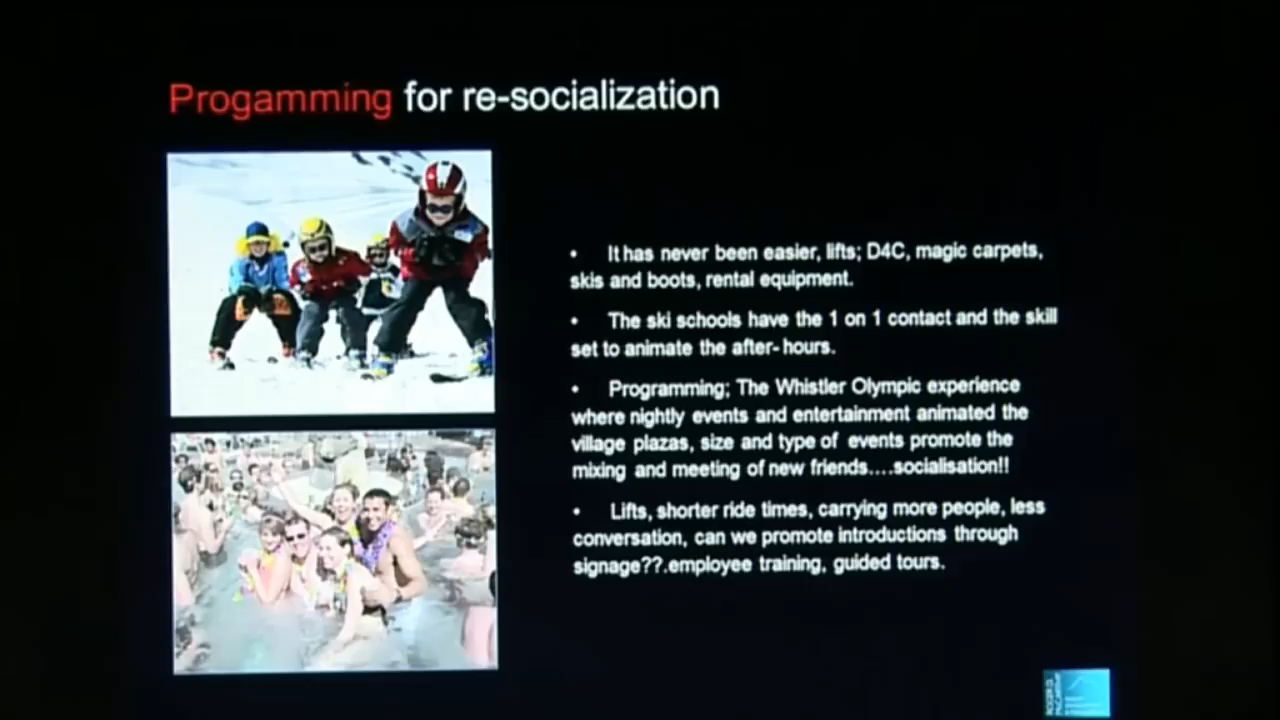 Progamming for re-socialization
• It has never been easier, lifts; D4C, magic carpets,
skis and boots, rental equipment.
• The ski schools have the 1 on 1 contact and the skill
set to animate the after-hours.
• Programming; The Whistler Olympic experience
where nightly events and entertainment animated the
village plazas, size and type of events promote the
mixing and meeting of new friends....socialisation!!
• Lifts, shorter ride times, carrying more people, less
conversation, can we promote introductions through
signage??.employee training, guided tours.